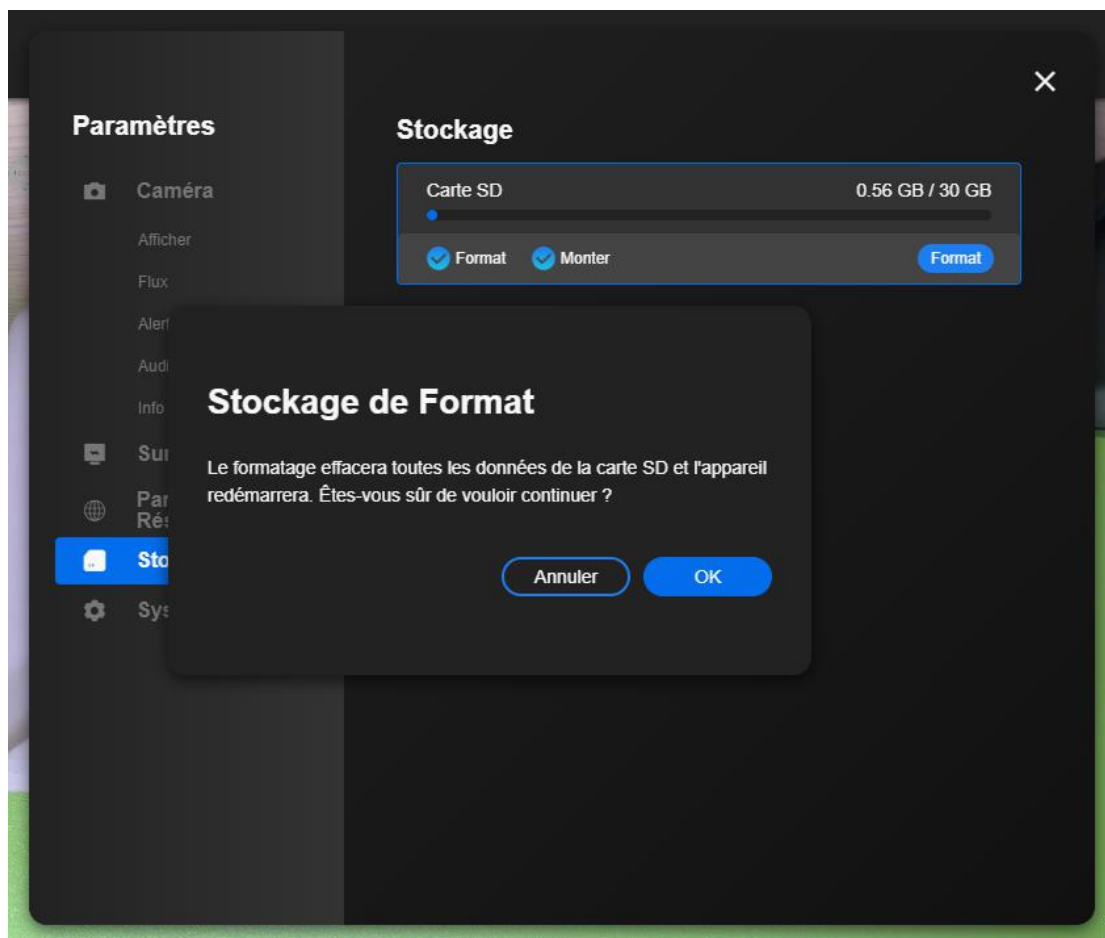 Paramètres
Caméra
Afficher
Flux
Audi
Info
Stockage
Carte SD 0.56 GB / 30 GB
Format Monter Format
Stockage de Format
Le formatage effacera toutes les données de la carte SD et l'appareil
redémarrera. Êtes-vous sûr de vouloir continuer ?
Annuler OK